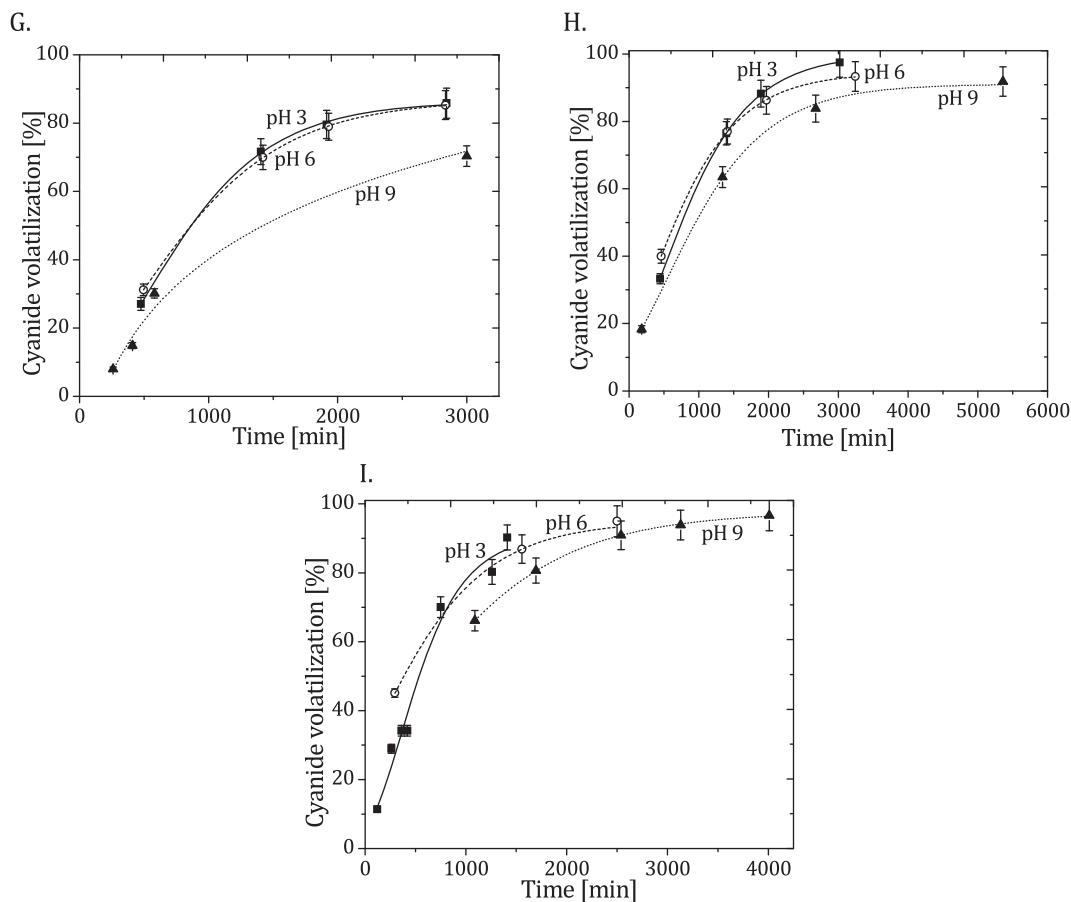 G.
100
80
60
40
20
0
Cyanide volatilization [%]
pH 3
pH 6
pH 9
0 1000 2000 3000
Time [min]
H.
100
80
60
40
20
0
Cyanide volatilization [%]
pH 3
pH 6
pH 9
0 1000 2000 3000 4000 5000 6000
Time [min]
I.
100
80
60
40
20
0
Cyanide volatilization [%]
pH 3
pH 6
pH 9
0 1000 2000 3000 4000
Time [min]